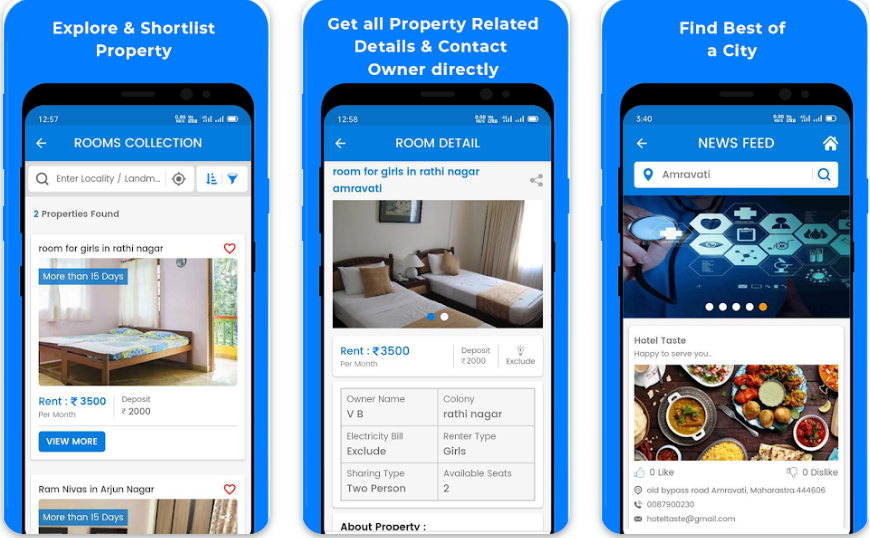 Explore & Shortlist
Property
12:57
ROOMS COLLECTION
Enter Locality / Landm...
2 Properties Found
room for girls in rathi nagar
More than 15 Days
Rent : ₹ 3500
Per Month
Deposit
₹ 2000
VIEW MORE
Ram Nivas in Arjun Nagar
More than 15 Days
Get all Property Related
Details & Contact
Owner directly
12:58
ROOM DETAIL
room for girls in rathi nagar
amravati
Rent : ₹3500
Per Month
Deposit
₹2000
Exclude
Owner Name
V B
Colony
rathi nagar
Electricity Bill
Exclude
Renter Type
Girls
Sharing Type
Two Person
Available Seats
2
About Property :
Find Best of
a City
3:40
NEWS FEED
Amravati
Hotel Taste
Happy to serve you..
0 Like
0 Dislike
old bypass road Amravati, Maharastra.444606
0087900230
hoteltaste@gmail.com